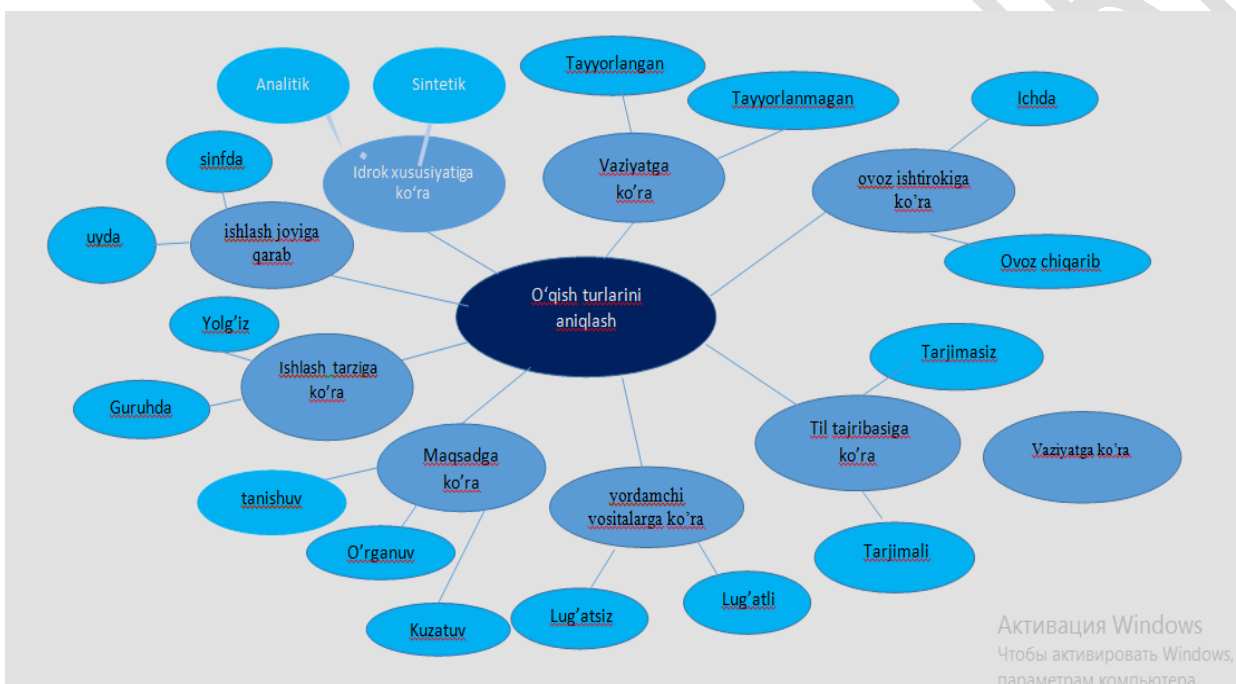 Analitik
Sintetik
Tayyorlangan
Tayyorlanmagan
Ichda
sinfda
Idrok xususiyatiga
ko‘ra
Vaziyatga
ko’ra
ovoz ishtirokiga
ko’ra
uyda
ishlash joyiga
qarab
Ovoz chiqarib
O‘qish turlarini
aniqlash
Yolg’iz
Ishlash tarziga
ko’ra
Tarjimasiz
Guruhda
Til tajribasiga
ko’ra
Vaziyatga ko’ra
Maqsadga
ko’ra
tanishuv
yordamchi
vositalarga ko’ra
O’rganuv
Tarjimali
Lug’atli
Lug’atsiz
Kuzatuv
Активация Windows
Чтобы активировать Windows,
параметрам компьютера